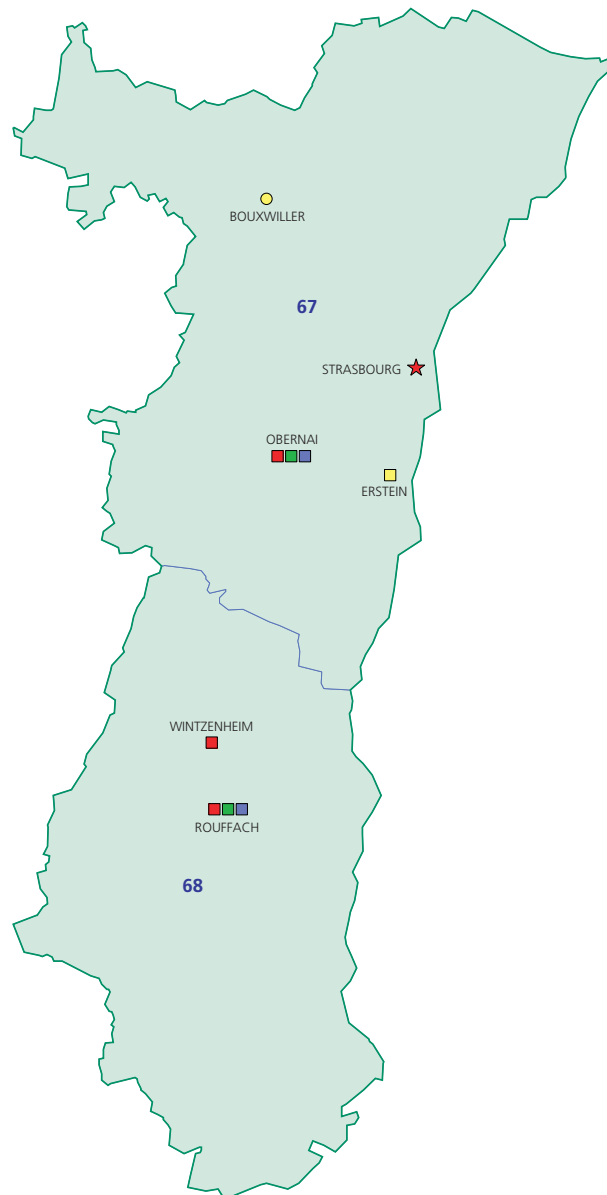 BOUXWILLER
67
STRASBOURG
OBERNAI
ERSTEIN
WINTZENHEIM
ROUFFACH
68